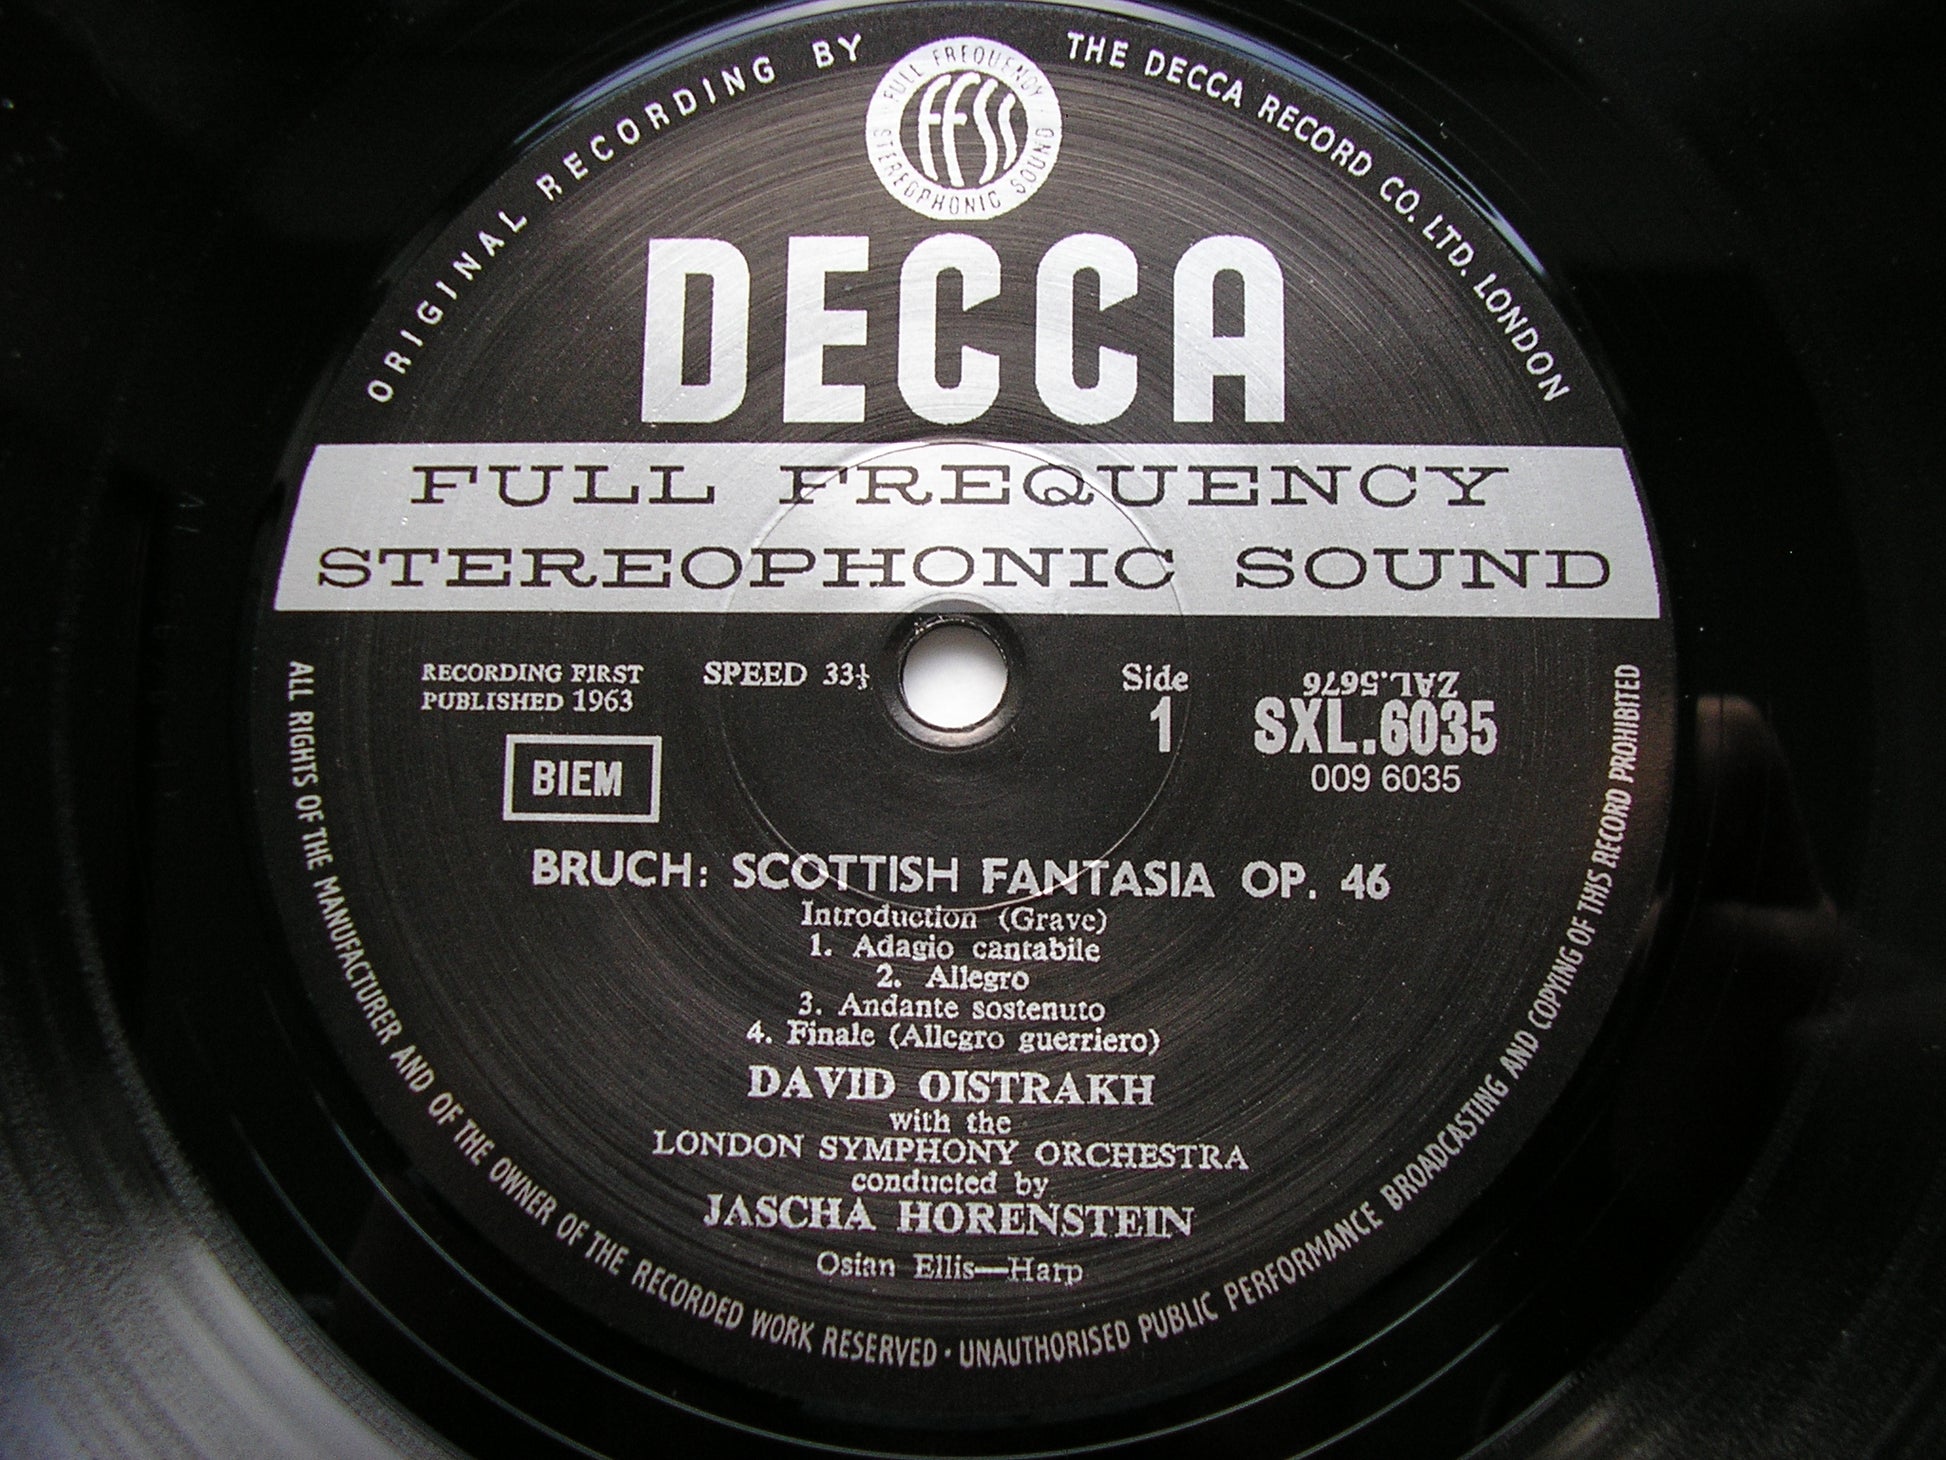 ORIGINAL RECORDING BY THE DECCA RECORD CO. LTD. LONDON
FULL FREQUENCY
FFSS
STEREOPHONIC SOUND
DECCA
FULL FREQUENCY
STEREOPHONIC SOUND
RECORDING FIRST
PUBLISHED 1963
SPEED 33⅓
Side
1
ZAL.5676
SXL.6035
009 6035
BIEM
BRUCH: SCOTTISH FANTASIA OP. 46
Introduction (Grave)
1. Adagio cantabile
2. Allegro
3. Andante sostenuto
4. Finale (Allegro guerriero)
DAVID OISTRAKH
with the
LONDON SYMPHONY ORCHESTRA
conducted by
JASCHA HORENSTEIN
Osian Ellis—Harp
ALL RIGHTS OF THE MANUFACTURER AND OF THE OWNER OF THE RECORDED WORK RESERVED · UNAUTHORISED PUBLIC PERFORMANCE BROADCASTING AND COPYING OF THIS RECORD PROHIBITED